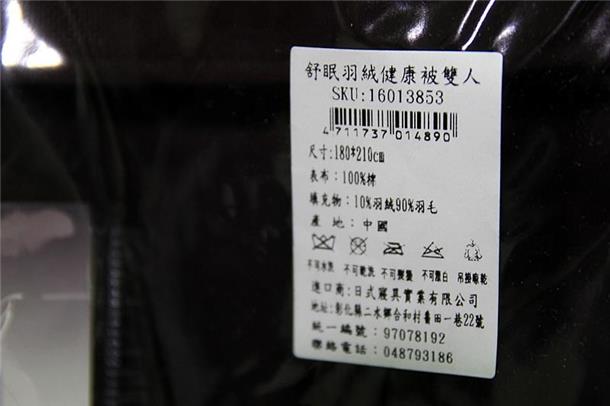 舒眠羽絨健康被雙人
SKU:16013853
4 711737 014890
尺寸:180*210cm
表布：100%棉
填充物：10%羽絨90%羽毛
產 地：中國
不可水洗 不可乾洗 不可熨燙 不可漂白 吊掛晾乾
進口商:日式寢具實業有限公司
地址:彰化縣二水鄉合和村番田一巷22號
統一編號：97078192
聯絡電話：048793186